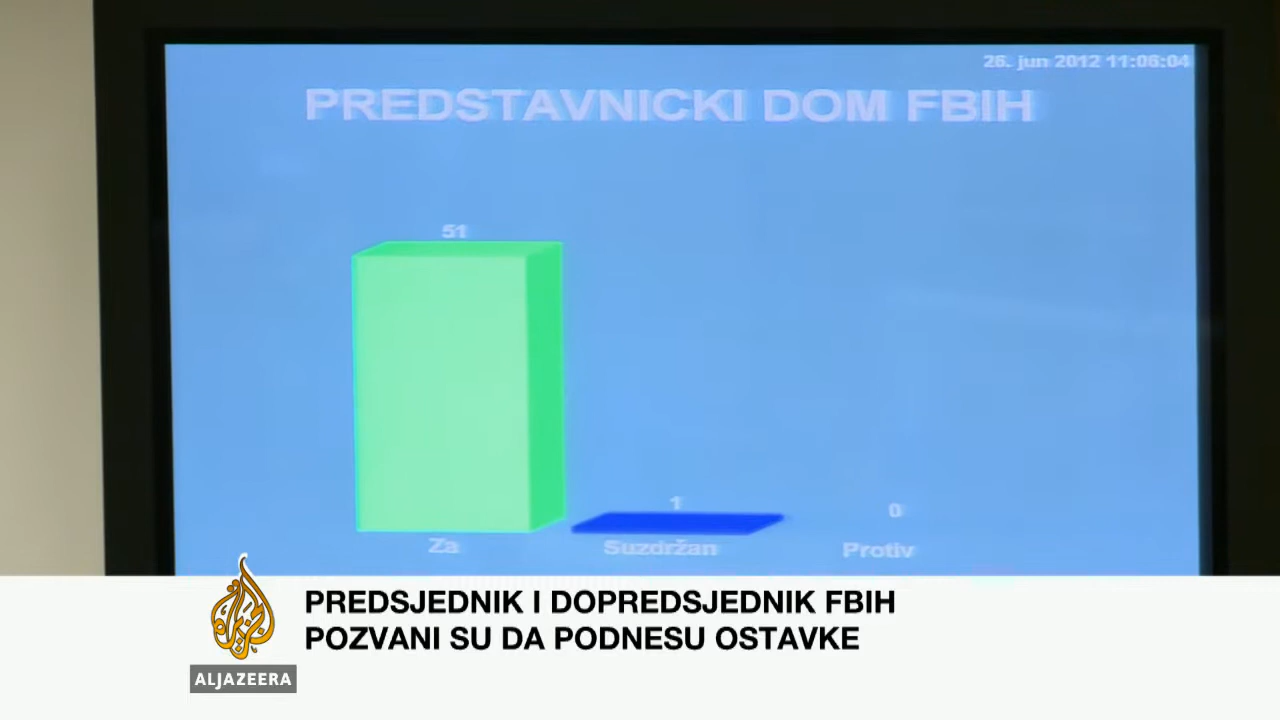 26. jun 2012 11:06:04
PREDSTAVNICKI DOM FBIH
51
1
0
Za
Suzdržan
Protiv
PREDSJEDNIK I DOPREDSJEDNIK FBIH
POZVANI SU DA PODNESU OSTAVKE
ALJAZEERA